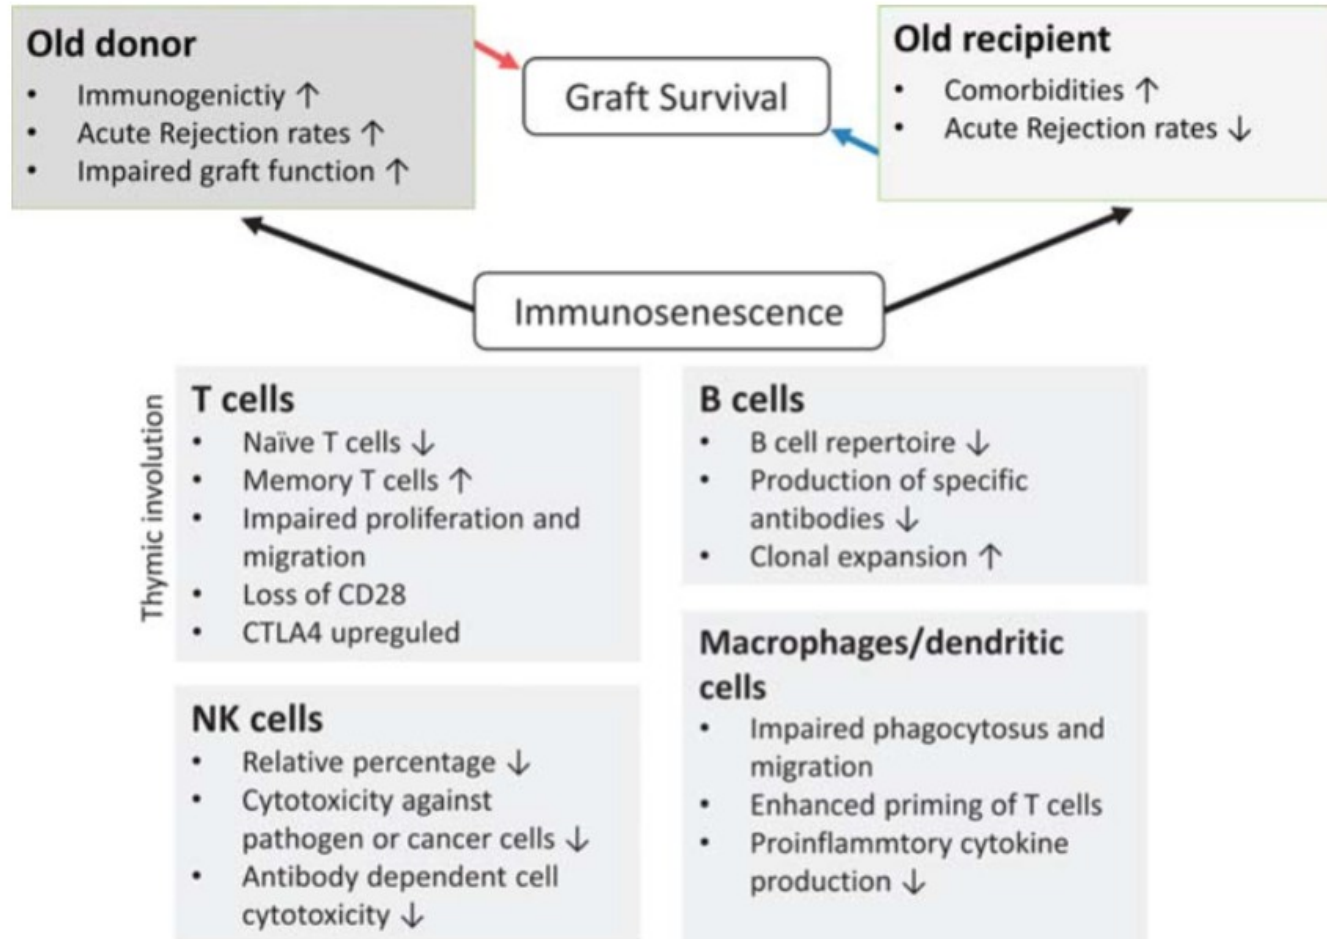 Old donor
• Immunogenictiy ↑
• Acute Rejection rates ↑
• Impaired graft function ↑
Graft Survival
Old recipient
• Comorbidities ↑
• Acute Rejection rates ↓
Immunosenescence
Thymic involution
T cells
• Naïve T cells ↓
• Memory T cells ↑
• Impaired proliferation and
migration
• Loss of CD28
• CTLA4 upreguled
B cells
• B cell repertoire ↓
• Production of specific
antibodies ↓
• Clonal expansion ↑
NK cells
• Relative percentage ↓
• Cytotoxicity against
pathogen or cancer cells ↓
• Antibody dependent cell
cytotoxicity ↓
Macrophages/dendritic
cells
• Impaired phagocytosus and
migration
• Enhanced priming of T cells
• Proinflammtory cytokine
production ↓